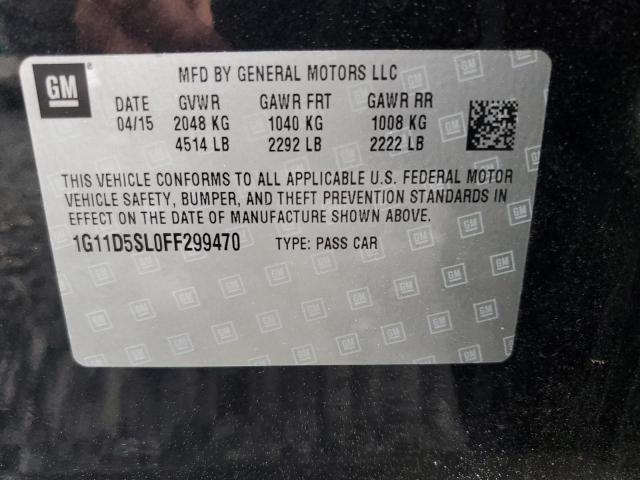 GM
MFD BY GENERAL MOTORS LLC
DATE GVWR GAWR FRT GAWR RR
04/15 2048 KG 1040 KG 1008 KG
4514 LB 2292 LB 2222 LB
THIS VEHICLE CONFORMS TO ALL APPLICABLE U.S. FEDERAL MOTOR
VEHICLE SAFETY, BUMPER, AND THEFT PREVENTION STANDARDS IN
EFFECT ON THE DATE OF MANUFACTURE SHOWN ABOVE.
1G11D5SL0FF299470 TYPE: PASS CAR